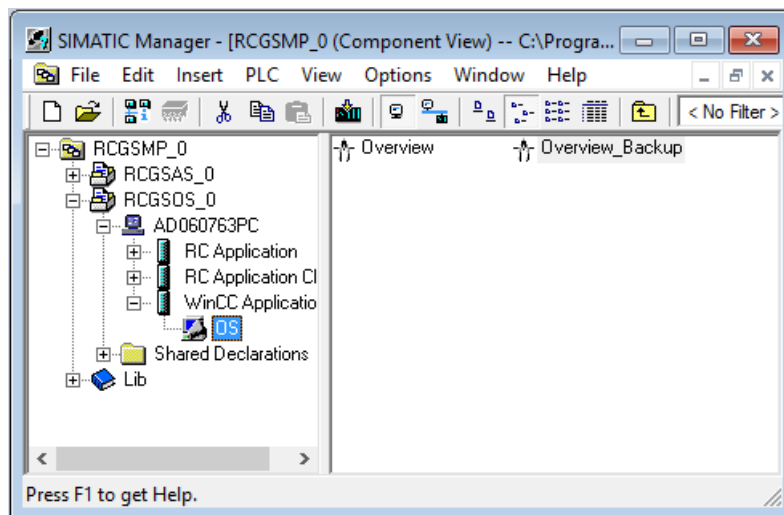 SIMATIC Manager - [RCGSMP_0 (Component View) -- C:\Progra...
File Edit Insert PLC View Options Window Help
< No Filter >
RCGSMP_0
RCGSAS_0
RCGSOS_0
AD060763PC
RC Application
RC Application Cl
WinCC Applicatio
OS
Shared Declarations
Lib
Overview Overview_Backup
Press F1 to get Help.